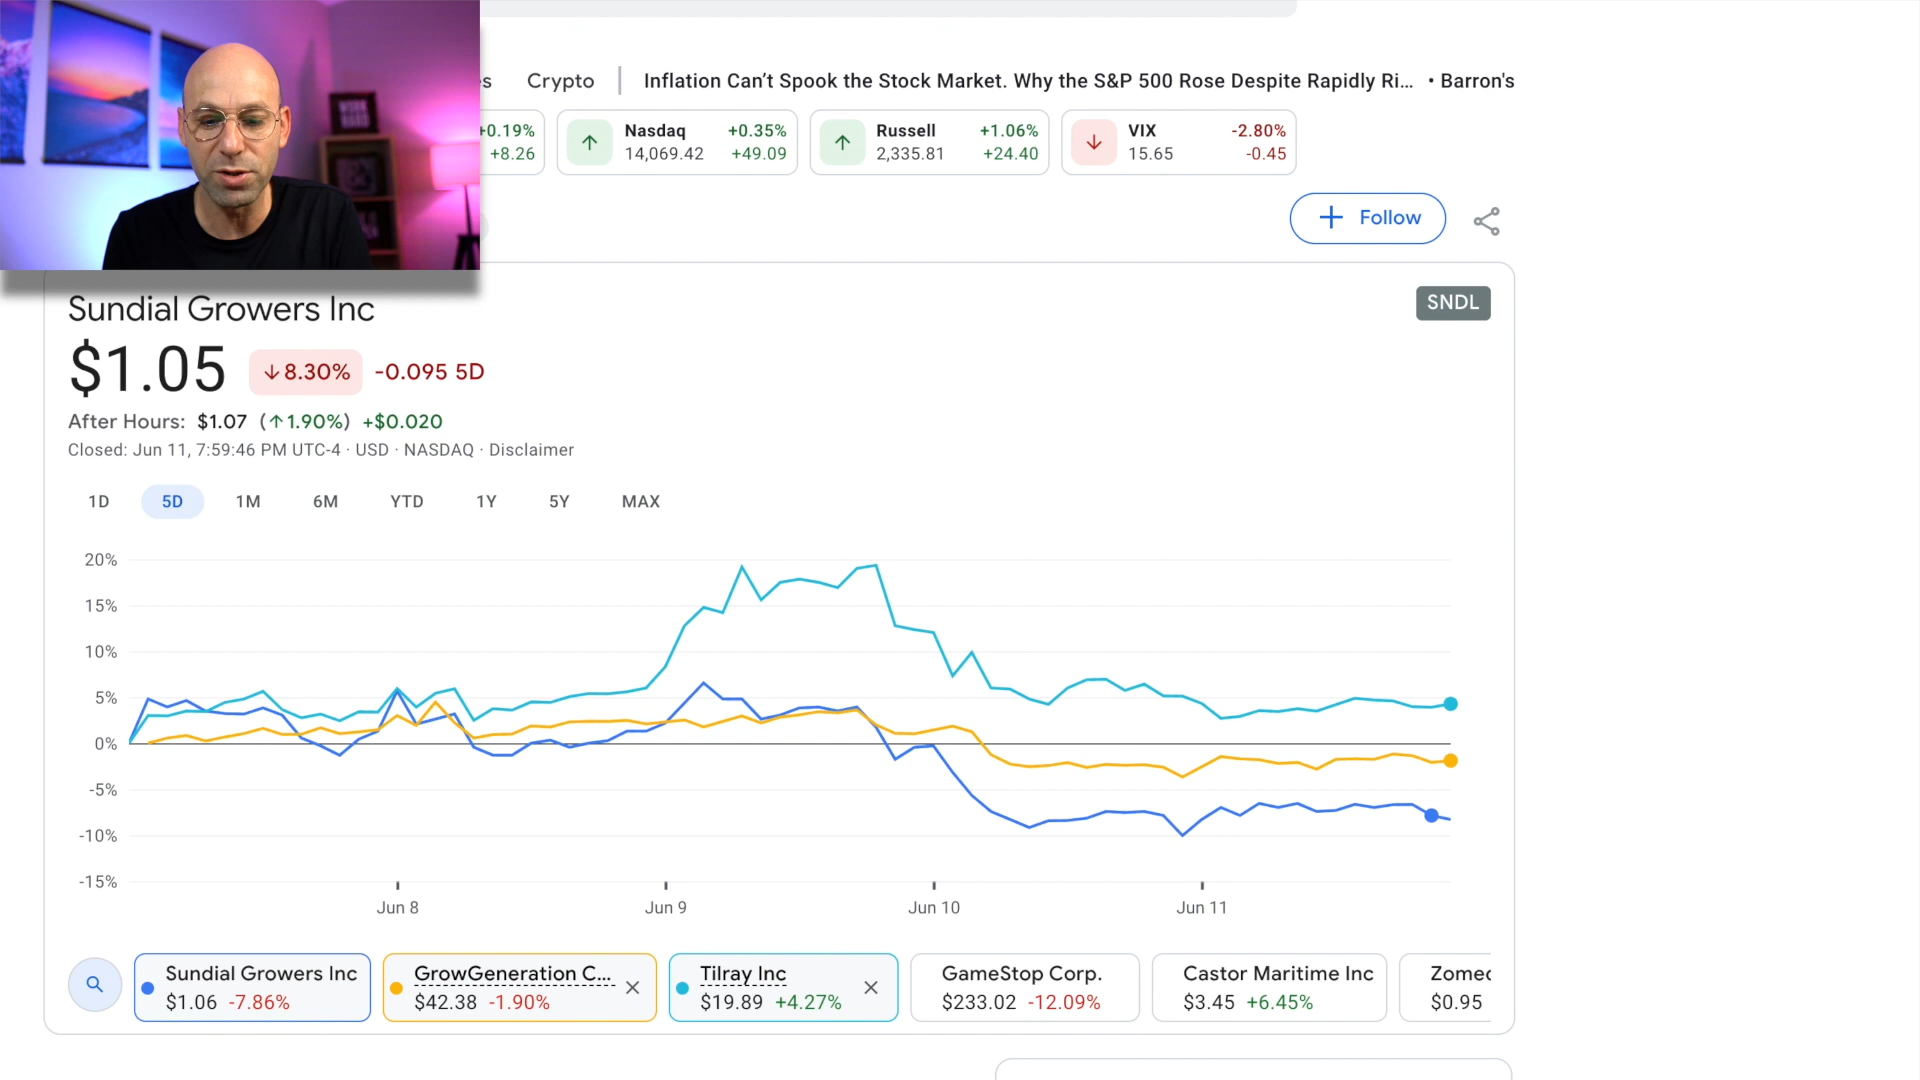 Crypto
Inflation Can't Spook the Stock Market. Why the S&P 500 Rose Despite Rapidly Ri... • Barron's
+0.19%
+8.26
Nasdaq +0.35%
14,069.42 +49.09
Russell +1.06%
2,335.81 +24.40
VIX -2.80%
15.65 -0.45
Follow
Sundial Growers Inc
SNDL
$1.05 8.30% -0.095 5D
After Hours: $1.07 (↑1.90%) +$0.020
Closed: Jun 11, 7:59:46 PM UTC-4 · USD · NASDAQ · Disclaimer
1D 5D 1M 6M YTD 1Y 5Y MAX
20%
15%
10%
5%
0%
-5%
-10%
-15%
Jun 8 Jun 9 Jun 10 Jun 11
Sundial Growers Inc
$1.06 -7.86%
GrowGeneration C...
$42.38 -1.90%
Tilray Inc
$19.89 +4.27%
GameStop Corp.
$233.02 -12.09%
Castor Maritime Inc
$3.45 +6.45%
Zomed
$0.95